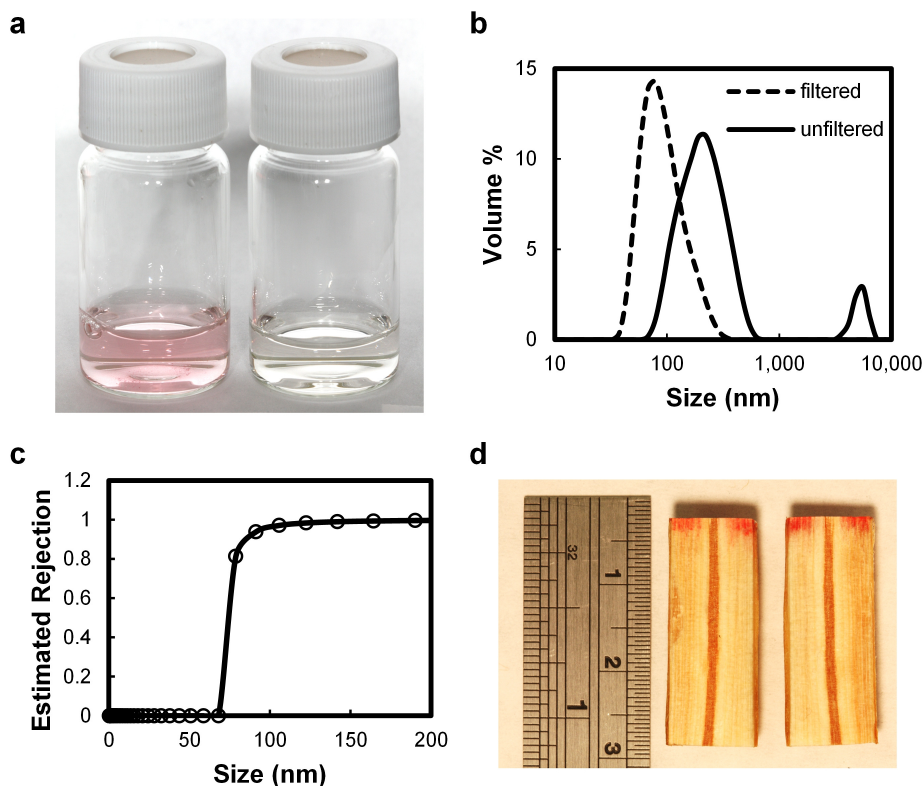 a
b
15
10
5
0
Volume %
filtered
unfiltered
10
100
1,000
10,000
Size (nm)
c
1.2
1
0.8
0.6
0.4
0.2
0
Estimated Rejection
0
50
100
150
200
Size (nm)
d
32
1
2
1
3